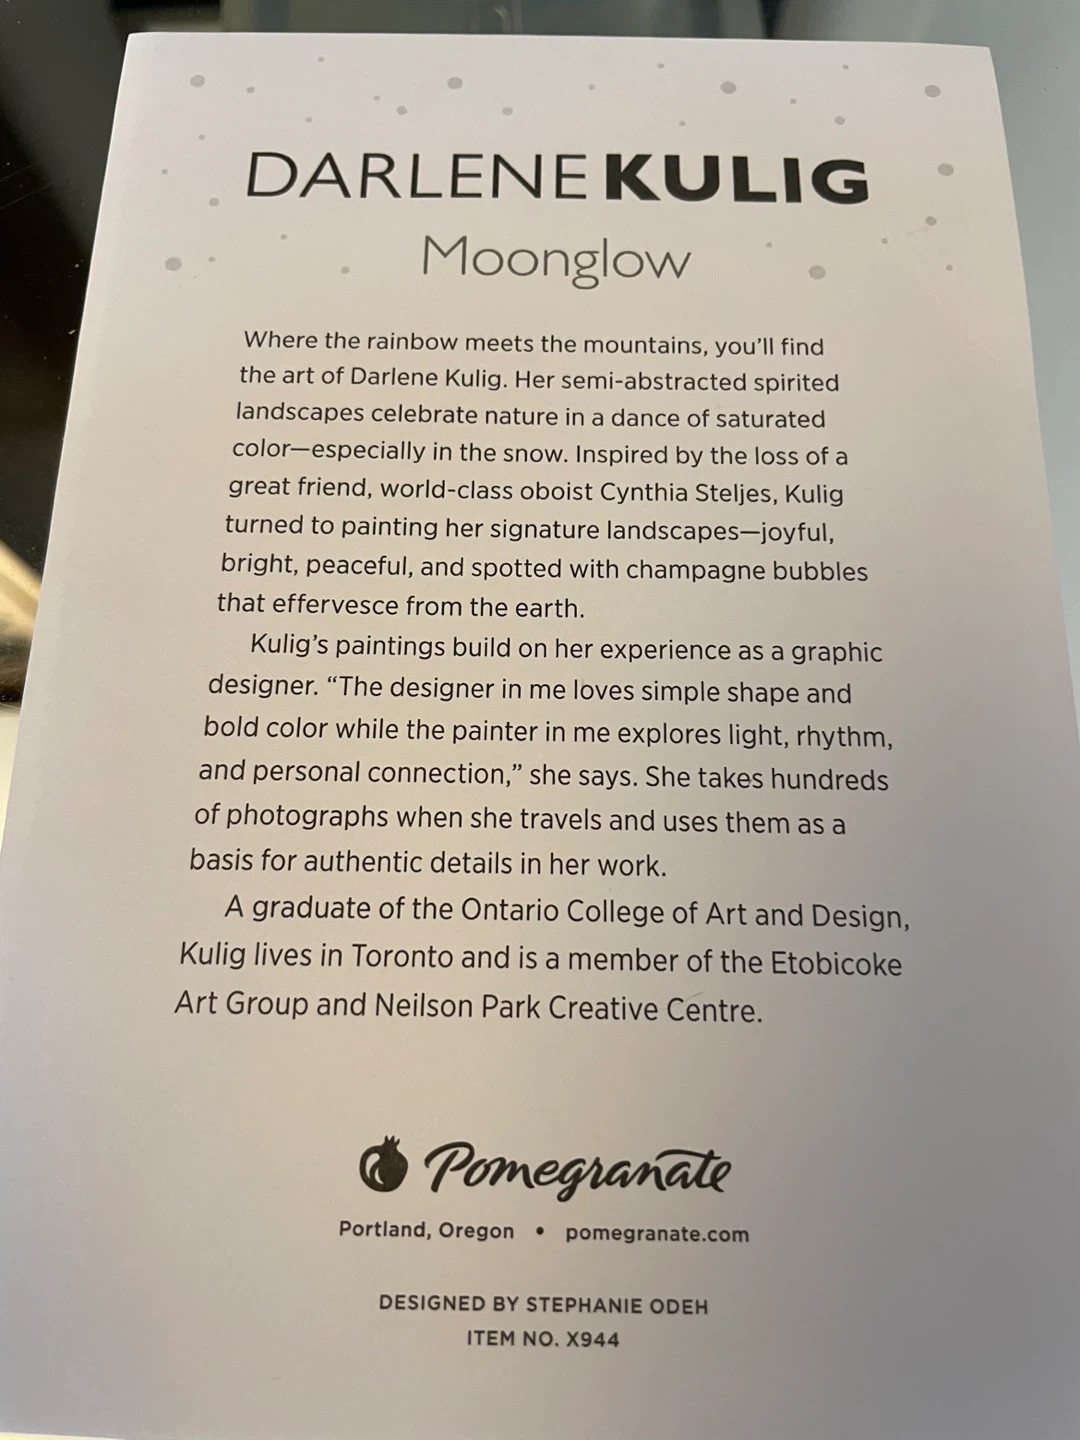 DARLENE KULIG
Moonglow
Where the rainbow meets the mountains, you’ll find
the art of Darlene Kulig. Her semi-abstracted spirited
landscapes celebrate nature in a dance of saturated
color—especially in the snow. Inspired by the loss of a
great friend, world-class oboist Cynthia Steljes, Kulig
turned to painting her signature landscapes—joyful,
bright, peaceful, and spotted with champagne bubbles
that effervesce from the earth.
Kulig’s paintings build on her experience as a graphic
designer. “The designer in me loves simple shape and
bold color while the painter in me explores light, rhythm,
and personal connection,” she says. She takes hundreds
of photographs when she travels and uses them as a
basis for authentic details in her work.
A graduate of the Ontario College of Art and Design,
Kulig lives in Toronto and is a member of the Etobicoke
Art Group and Neilson Park Creative Centre.
Pomegranate
Portland, Oregon • pomegranate.com
DESIGNED BY STEPHANIE ODEH
ITEM NO. X944